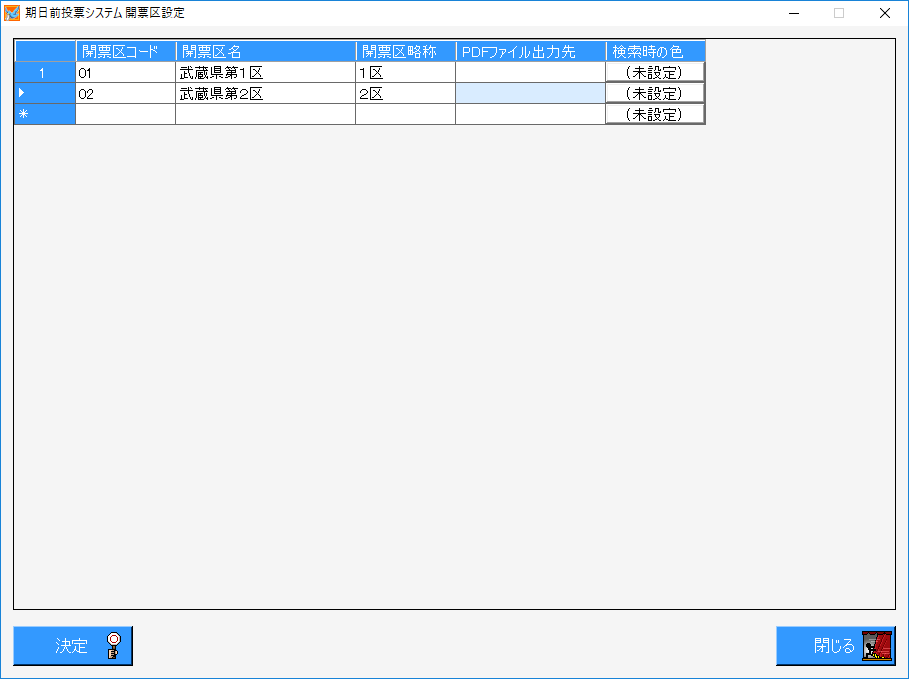 期日前投票システム 開票区設定
開票区コード 開票区名 開票区略称 PDFファイル出力先 検索時の色
1 01 武蔵県第1区 1区 (未設定)
02 武蔵県第2区 2区 (未設定)
* (未設定)
決定 閉じる